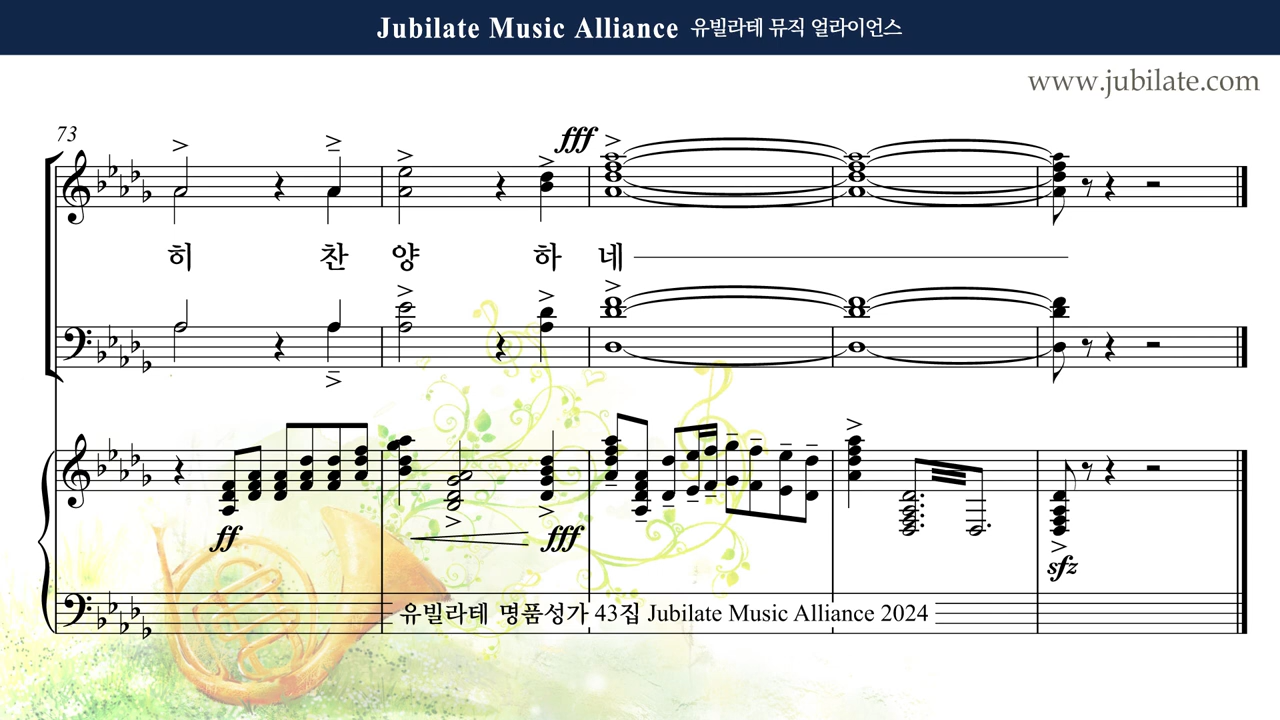 Jubilate Music Alliance 유빌라테 뮤직 얼라이언스
www.jubilate.com
73
fff
히 찬 양 하 네
ff fff
sfz
유빌라테 명품성가 43집 Jubilate Music Alliance 2024